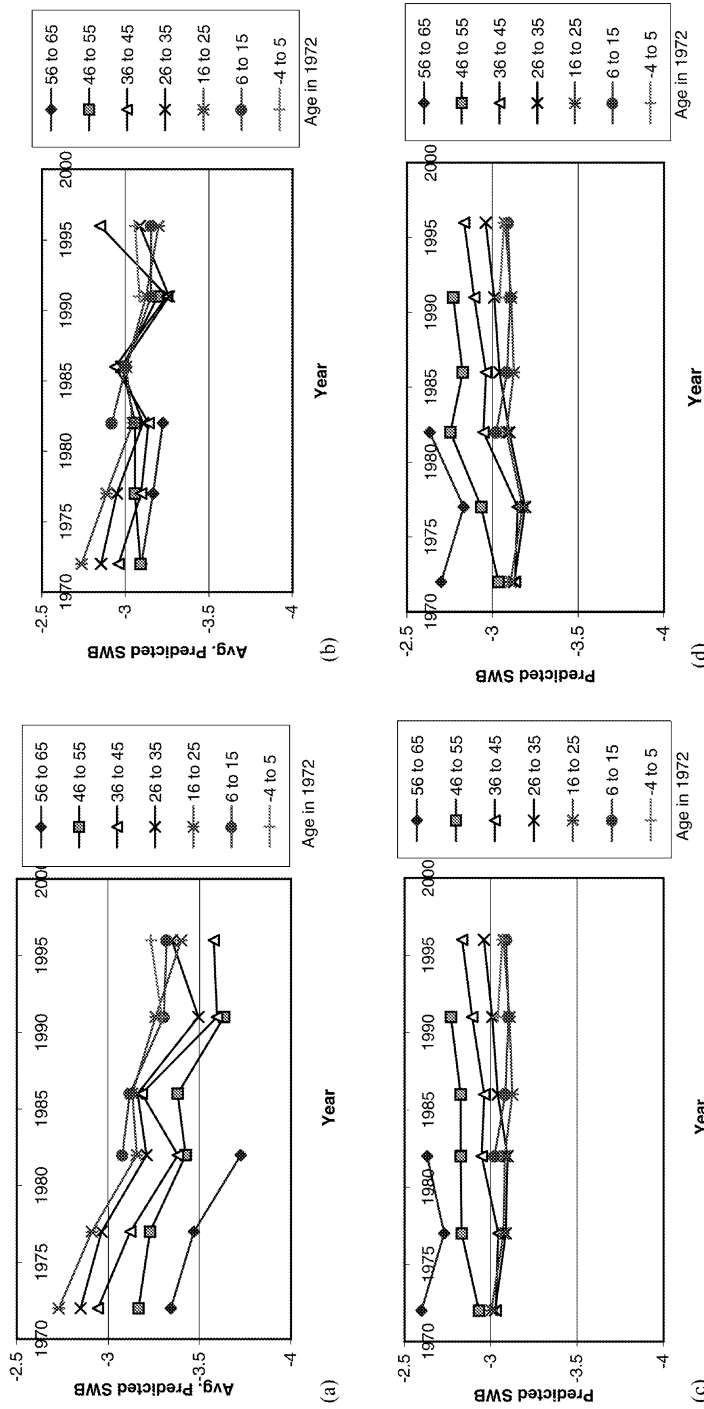 Avg. Predicted SWB
-2.5
-3
-3.5
-4
1970 1975 1980 1985 1990 1995 2000
Year
56 to 65
46 to 55
36 to 45
26 to 35
16 to 25
6 to 15
-4 to 5
Age in 1972
(a)
Avg. Predicted SWB
-2.5
-3
-3.5
-4
1970 1975 1980 1985 1990 1995 2000
Year
56 to 65
46 to 55
36 to 45
26 to 35
16 to 25
6 to 15
-4 to 5
Age in 1972
(b)
Predicted SWB
-2.5
-3
-3.5
-4
1970 1975 1980 1985 1990 1995 2000
Year
56 to 65
46 to 55
36 to 45
26 to 35
16 to 25
6 to 15
-4 to 5
Age in 1972
(c)
Predicted SWB
-2.5
-3
-3.5
-4
1970 1975 1980 1985 1990 1995 2000
Year
56 to 65
46 to 55
36 to 45
26 to 35
16 to 25
6 to 15
-4 to 5
Age in 1972
(d)